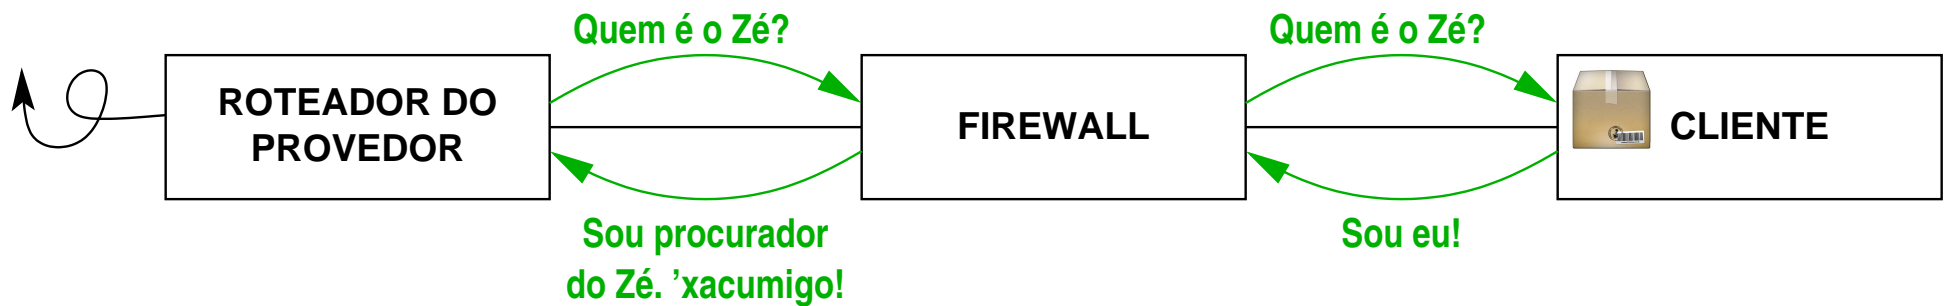 Quem é o Zé?
Quem é o Zé?
ROTEADOR DO
PROVEDOR
FIREWALL
CLIENTE
Sou procurador
do Zé. ’xacumigo!
Sou eu!